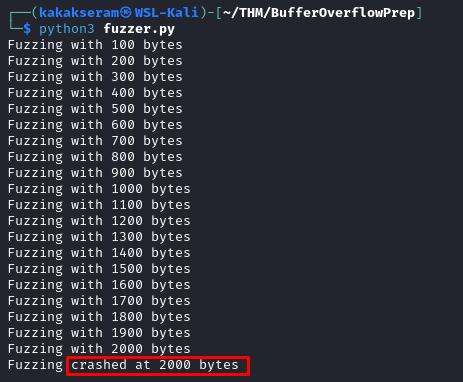 ┌──(kakakseram㉿WSL-Kali)-[~/THM/BufferOverflowPrep]
└─$ python3 fuzzer.py
Fuzzing with 100 bytes
Fuzzing with 200 bytes
Fuzzing with 300 bytes
Fuzzing with 400 bytes
Fuzzing with 500 bytes
Fuzzing with 600 bytes
Fuzzing with 700 bytes
Fuzzing with 800 bytes
Fuzzing with 900 bytes
Fuzzing with 1000 bytes
Fuzzing with 1100 bytes
Fuzzing with 1200 bytes
Fuzzing with 1300 bytes
Fuzzing with 1400 bytes
Fuzzing with 1500 bytes
Fuzzing with 1600 bytes
Fuzzing with 1700 bytes
Fuzzing with 1800 bytes
Fuzzing with 1900 bytes
Fuzzing with 2000 bytes
Fuzzing crashed at 2000 bytes